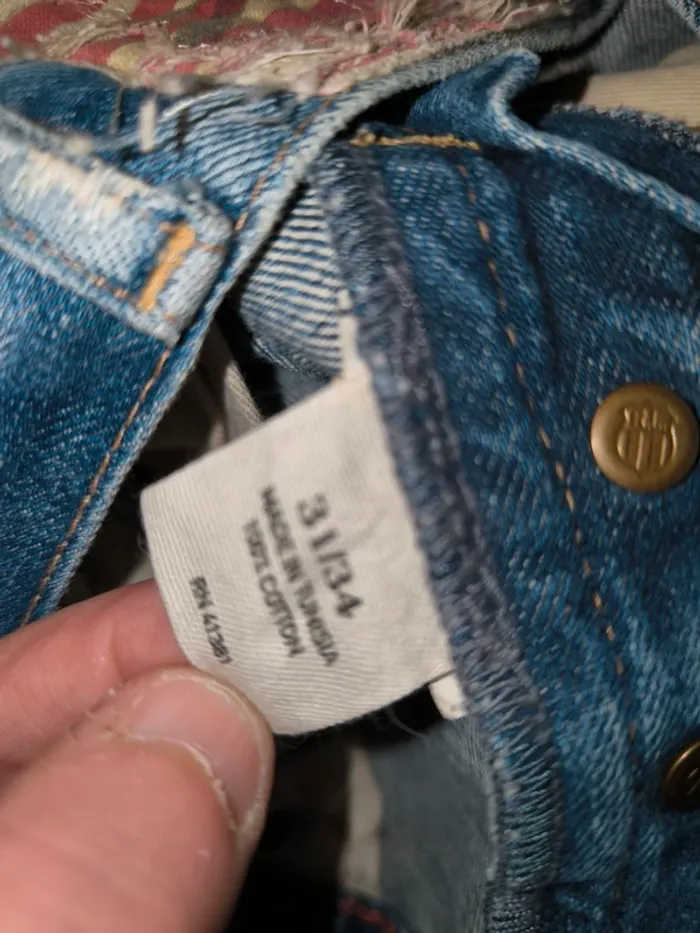 31/34
MADE IN TUNISIA
100% COTTON
RN 41381